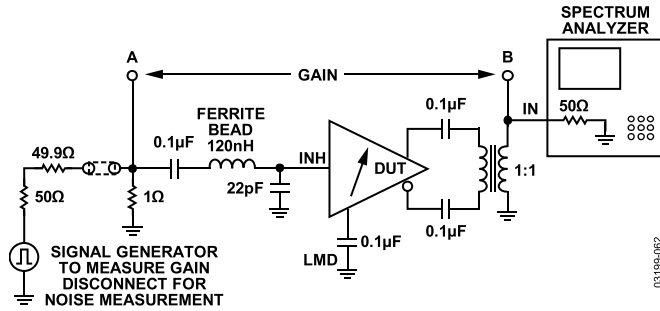 SPECTRUM
ANALYZER
A
B
GAIN
FERRITE
BEAD
120nH
0.1µF
0.1µF
IN
50Ω
49.9Ω
INH
DUT
1:1
22pF
50Ω
1Ω
0.1µF
0.1µF
LMD
SIGNAL GENERATOR
TO MEASURE GAIN
DISCONNECT FOR
NOISE MEASUREMENT
03199-062